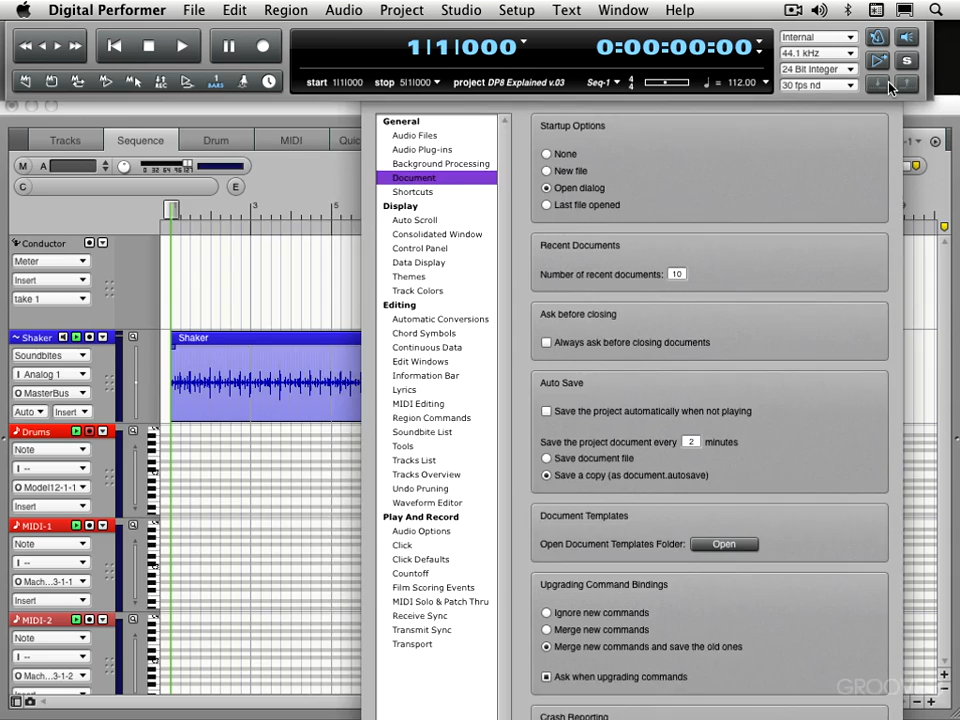 Digital Performer File Edit Region Audio Project Studio Setup Text Window Help
1|1|000 0:00:00:00
Internal
44.1 kHz
24 Bit Integer
30 fps nd
S
1 BARS
REC
start 1|1|1000 stop 5|1|1000 project DP8 Explained v.03 Seq-1 4 4 = 112.00
Tracks Sequence Drum MIDI Quic
M A 0 32 64 96 127
C E
1 3 5
Conductor
Meter
Insert
take 1
Shaker
Soundbites
Analog 1
MasterBus
Auto Insert
Shaker
Drums
Note
--
Model12-1-1
Insert
MIDI-1
Note
--
Mach...3-1-1
Insert
MIDI-2
Note
--
Mach...3-1-2
General
Audio Files
Audio Plug-ins
Background Processing
Document
Shortcuts
Display
Auto Scroll
Consolidated Window
Control Panel
Data Display
Themes
Track Colors
Editing
Automatic Conversions
Chord Symbols
Continuous Data
Edit Windows
Information Bar
Lyrics
MIDI Editing
Region Commands
Soundbite List
Tools
Tracks List
Tracks Overview
Undo Pruning
Waveform Editor
Play And Record
Audio Options
Click
Click Defaults
Countoff
Film Scoring Events
MIDI Solo & Patch Thru
Receive Sync
Transmit Sync
Transport
Startup Options
None
New file
Open dialog
Last file opened
Recent Documents
Number of recent documents: 10
Ask before closing
Always ask before closing documents
Auto Save
Save the project automatically when not playing
Save the project document every 2 minutes
Save document file
Save a copy (as document.autosave)
Document Templates
Open Document Templates Folder: Open
Upgrading Command Bindings
Ignore new commands
Merge new commands
Merge new commands and save the old ones
Ask when upgrading commands
Crash Reporting